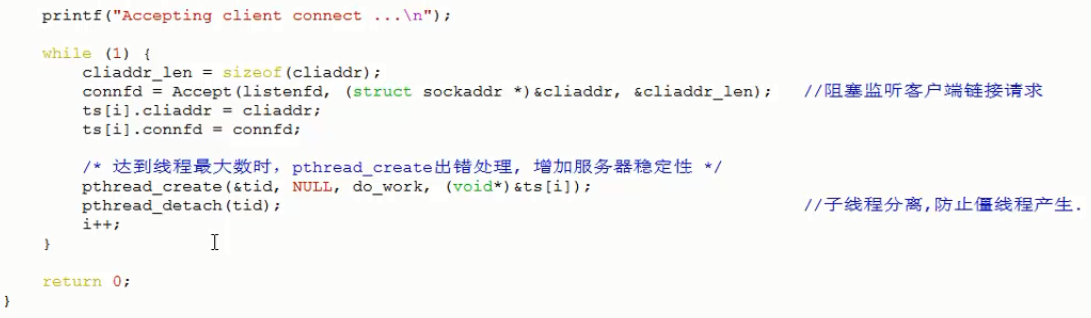 printf("Accepting client connect ...\n");
while (1) {
cliaddr_len = sizeof(cliaddr);
connfd = Accept(listenfd, (struct sockaddr *)&cliaddr, &cliaddr_len);   //阻塞监听客户端链接请求
ts[i].cliaddr = cliaddr;
ts[i].connfd = connfd;
/* 达到线程最大数时，pthread_create出错处理, 增加服务器稳定性 */
pthread_create(&tid, NULL, do_work, (void*)&ts[i]);
pthread_detach(tid);   //子线程分离,防止僵线程产生.
i++;
}
return 0;
}